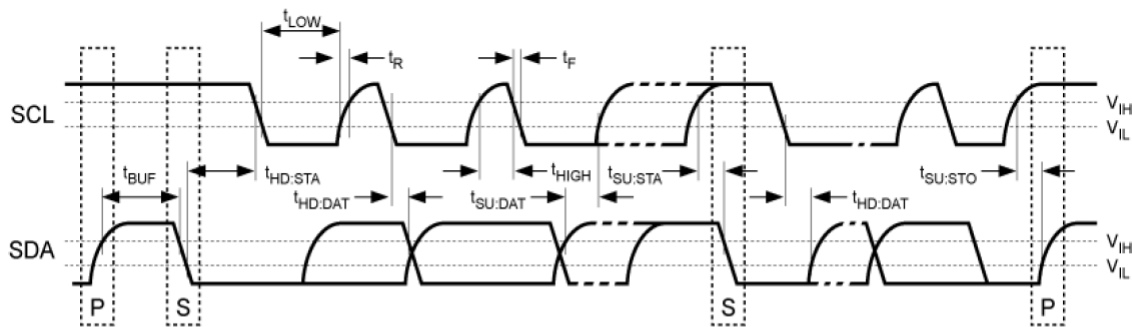 tLOW
tR
tF
SCL
VIH
VIL
tBUF
tHD:STA
tHD:DAT
tSU:DAT
tHIGH
tSU:STA
tHD:DAT
tSU:STO
SDA
VIH
VIL
P
S
S
P